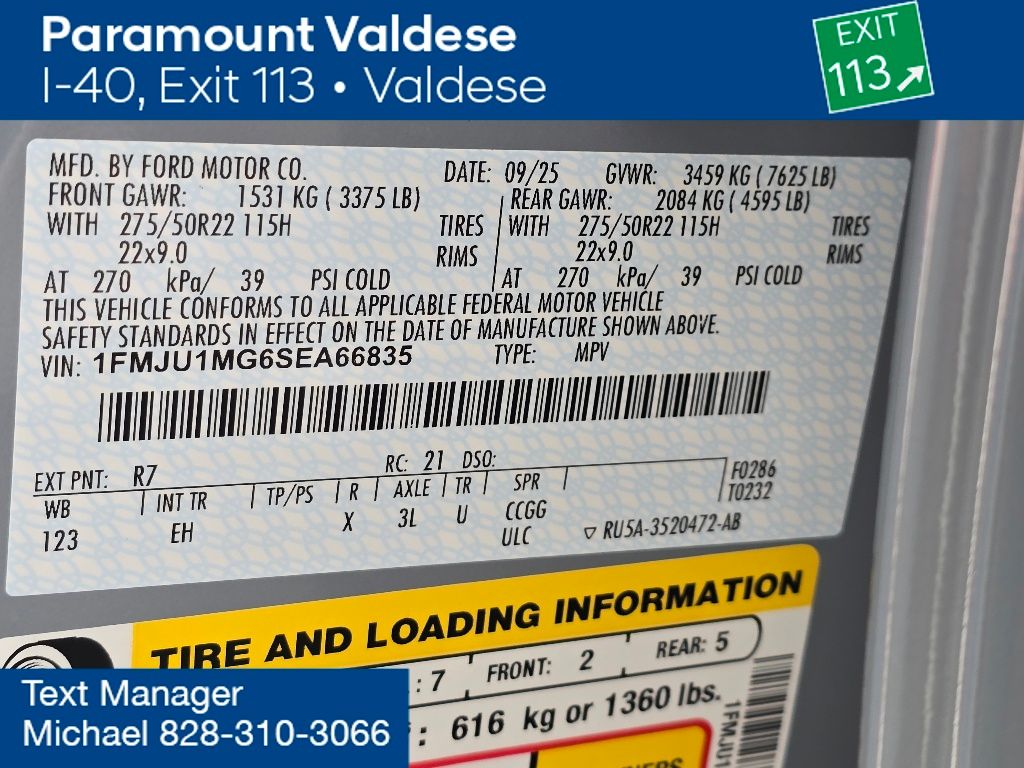 Paramount Valdese
I-40, Exit 113 • Valdese
EXIT
113
MFD. BY FORD MOTOR CO. DATE: 09/25 GVWR: 3459 KG ( 7625 LB)
FRONT GAWR: 1531 KG ( 3375 LB) REAR GAWR: 2084 KG ( 4595 LB)
WITH 275/50R22 115H TIRES WITH 275/50R22 115H TIRES
22x9.0 RIMS 22x9.0 RIMS
AT 270 kPa/ 39 PSI COLD AT 270 kPa/ 39 PSI COLD
THIS VEHICLE CONFORMS TO ALL APPLICABLE FEDERAL MOTOR VEHICLE
SAFETY STANDARDS IN EFFECT ON THE DATE OF MANUFACTURE SHOWN ABOVE.
VIN: 1FMJU1MG6SEA66835 TYPE: MPV
EXT PNT: R7 RC: 21 DSO:
WB INT TR TP/PS R AXLE TR SPR F0286
T0232
123 EH X 3L U CCGG
ULC RU5A-3520472-AB
TIRE AND LOADING INFORMATION
: 7 FRONT: 2 REAR: 5
: 616 kg or 1360 lbs.
1FMJU1
Text Manager
Michael 828-310-3066